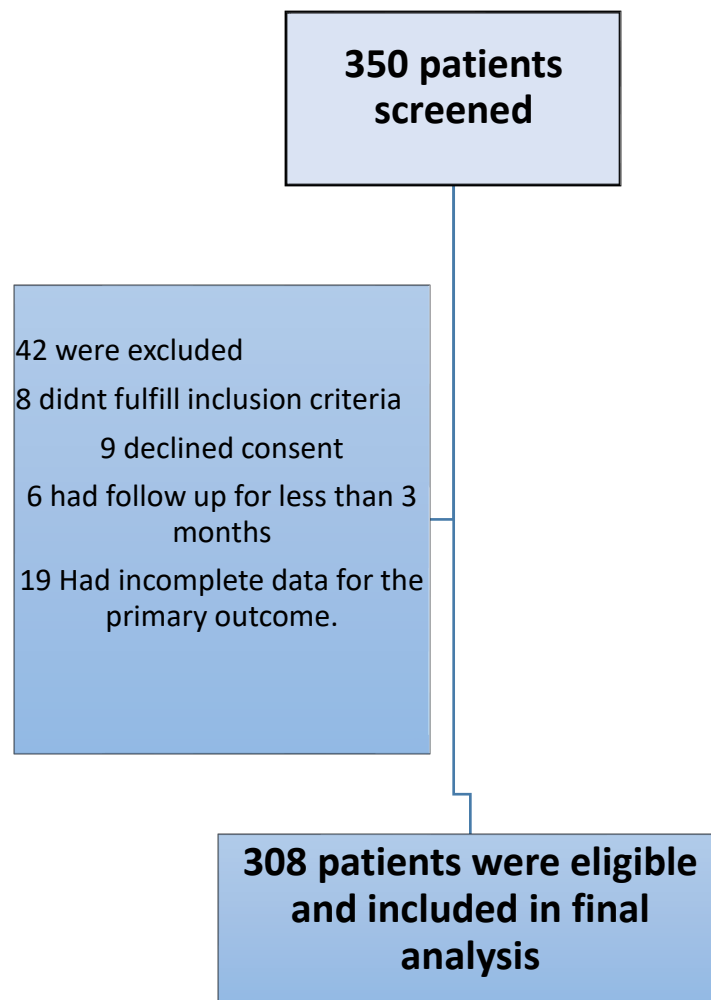 350 patients
screened
42 were excluded
8 didnt fulfill inclusion criteria
9 declined consent
6 had follow up for less than 3
months
19 Had incomplete data for the
primary outcome.
308 patients were eligible
and included in final
analysis